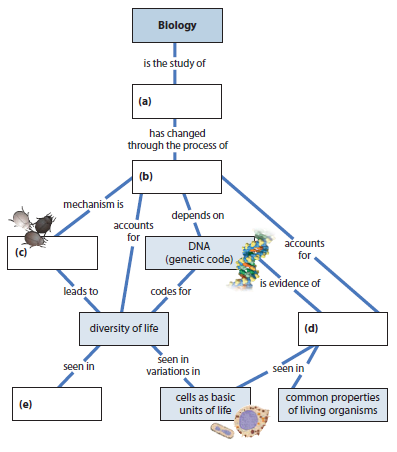 Biology
is the study of
(a)
has changed
through the process of
(b)
mechanism is
accounts
for
depends on
accounts
for
(c)
DNA
(genetic code)
leads to
codes for
is evidence of
diversity of life
(d)
seen in
seen in
variations in
seen in
(e)
cells as basic
units of life
common properties
of living organisms